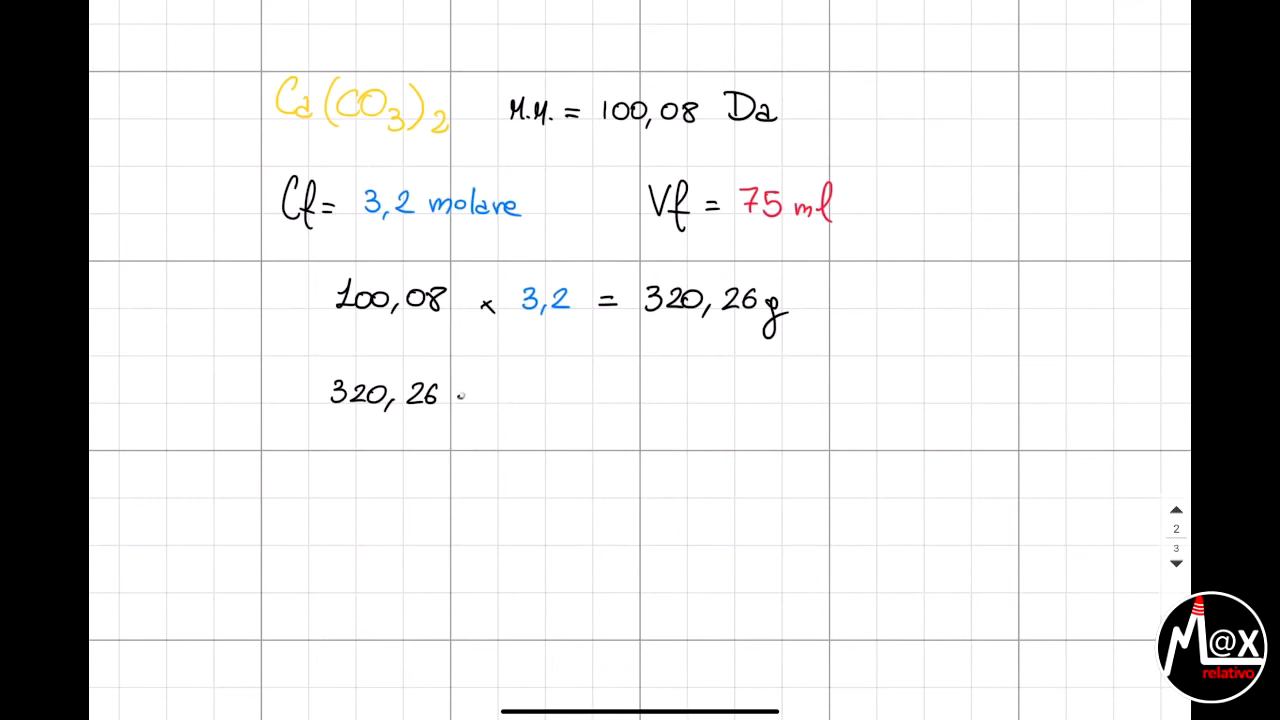 Ca(CO3)2 M.M. = 100,08 Da
Cf= 3,2 molare Vf = 75 ml
100,08 × 3,2 = 320,26 g
320,26 .
2
3
M@x
relativo